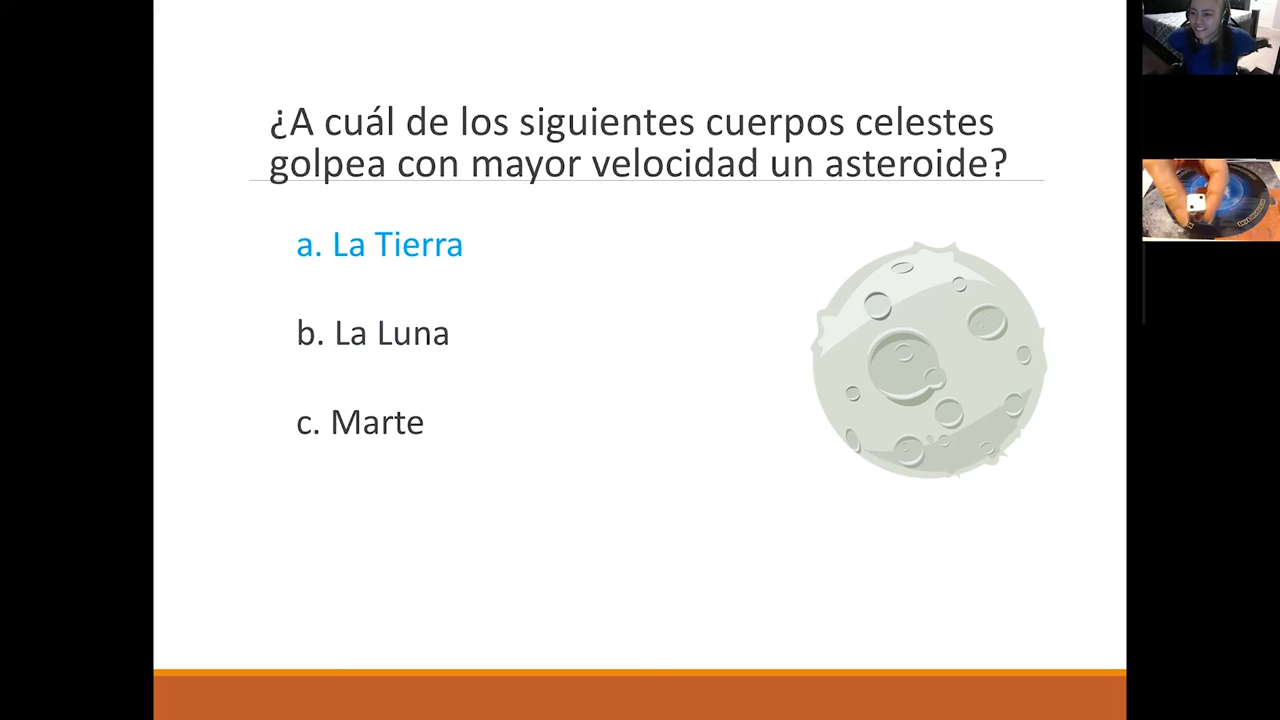 ¿A cuál de los siguientes cuerpos celestes
golpea con mayor velocidad un asteroide?
a. La Tierra
b. La Luna
c. Marte